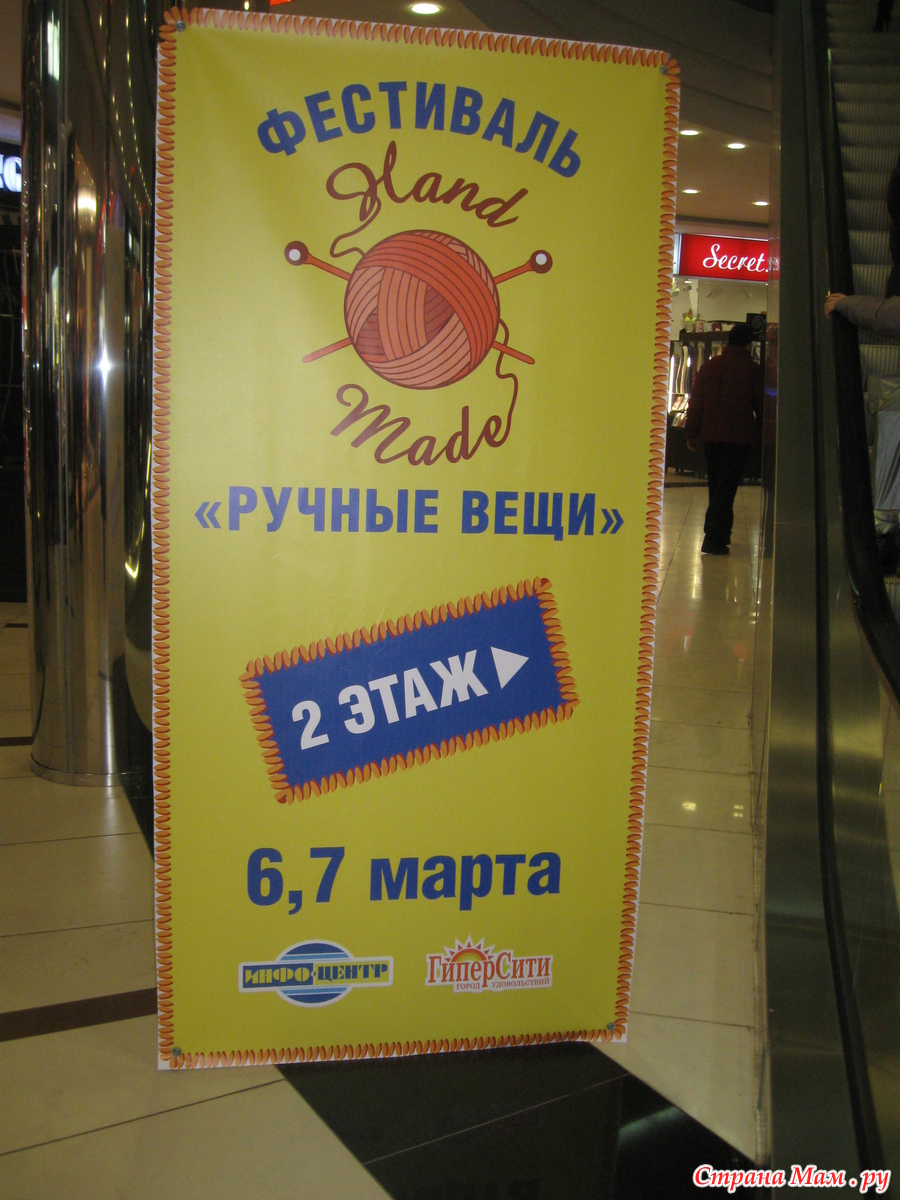 ФЕСТИВАЛЬ
Hand
Made
«РУЧНЫЕ ВЕЩИ»
2 ЭТАЖ
6,7 марта
ИНФО-ЦЕНТР
ГиперСити
ГОРОД УДОВОЛЬСТВИЙ
Secret
Страна Мам.ру